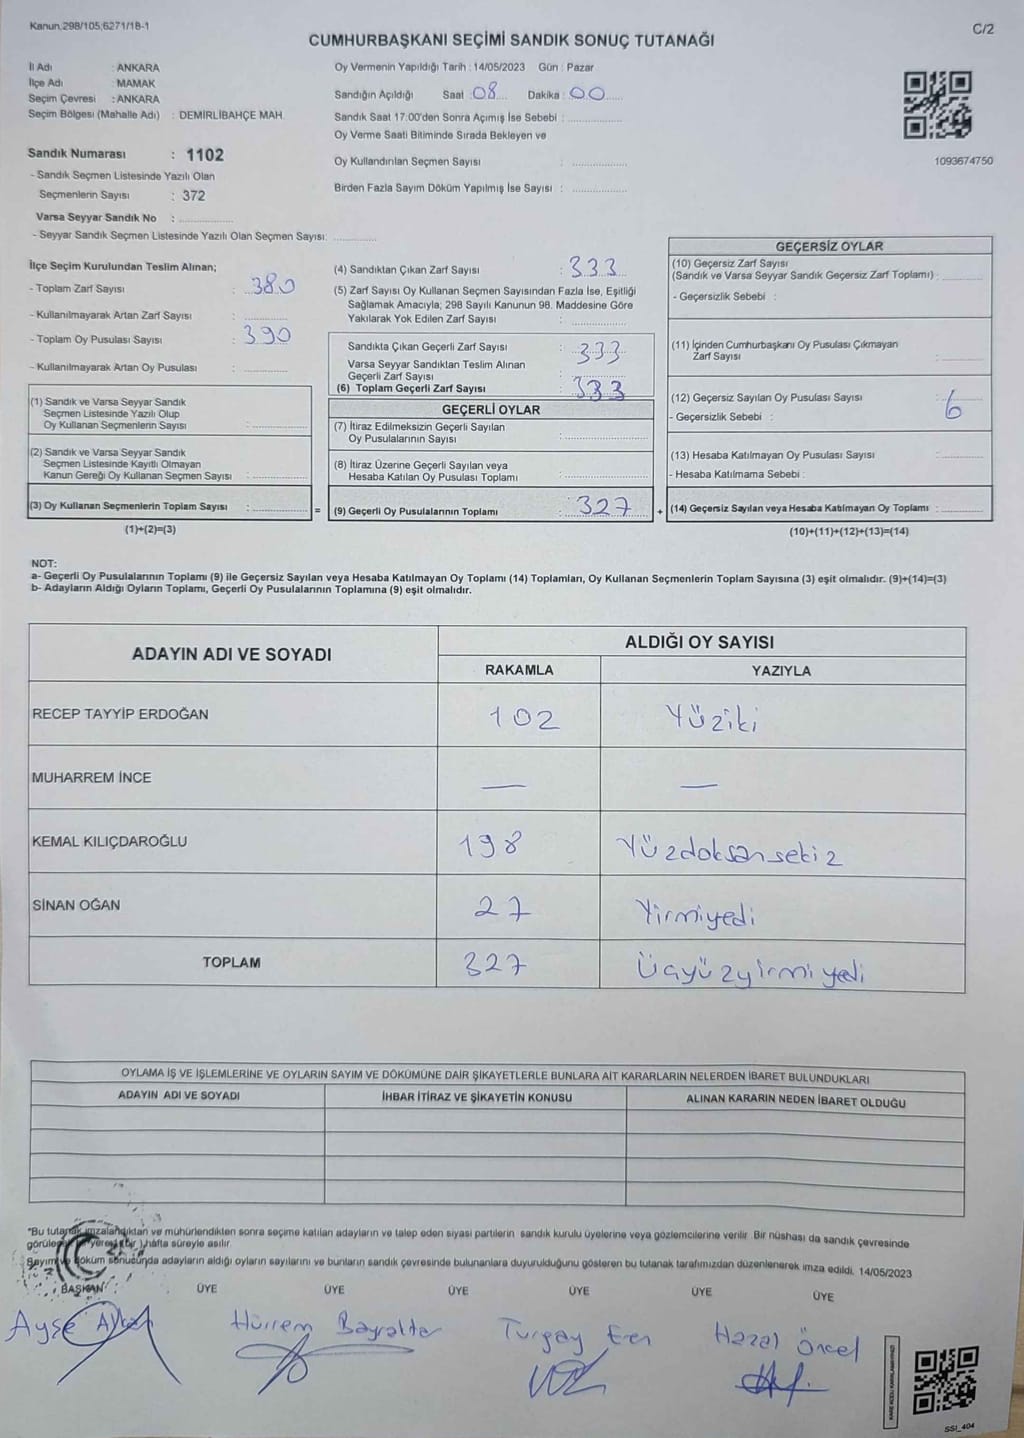 Kanun:298/105;6271/18-1
C/2
CUMHURBAŞKANI SEÇİMİ SANDIK SONUÇ TUTANAĞI
İl Adı : ANKARA
İlçe Adı : MAMAK
Seçim Çevresi : ANKARA
Seçim Bölgesi (Mahalle Adı) : DEMİRLİBAHÇE MAH.
Sandık Numarası : 1102
- Sandık Seçmen Listesinde Yazılı Olan
Seçmenlerin Sayısı : 372
Varsa Seyyar Sandık No :
- Seyyar Sandık Seçmen Listesinde Yazılı Olan Seçmen Sayısı:
Oy Vermenin Yapıldığı Tarih : 14/05/2023 Gün : Pazar
Sandığın Açıldığı Saat : 08 Dakika : 00
Sandık Saat 17:00'den Sonra Açımış İse Sebebi :
Oy Verme Saati Bitiminde Sırada Bekleyen ve
Oy Kullandırılan Seçmen Sayısı :
Birden Fazla Sayım Döküm Yapılmış İse Sayısı :
1093674750
İlçe Seçim Kurulundan Teslim Alınan;
- Toplam Zarf Sayısı : 380
- Kullanılmayarak Artan Zarf Sayısı :
- Toplam Oy Pusulası Sayısı : 390
- Kullanılmayarak Artan Oy Pusulası :
(1) Sandık ve Varsa Seyyar Sandık
Seçmen Listesinde Yazılı Olup
Oy Kullanan Seçmenlerin Sayısı :
(2) Sandık ve Varsa Seyyar Sandık
Seçmen Listesinde Kayıtlı Olmayan
Kanun Gereği Oy Kullanan Seçmen Sayısı :
(3) Oy Kullanan Seçmenlerin Toplam Sayısı : =
(1)+(2)=(3)
(4) Sandıktan Çıkan Zarf Sayısı : 333
(5) Zarf Sayısı Oy Kullanan Seçmen Sayısından Fazla İse, Eşitliği
Sağlamak Amacıyla; 298 Sayılı Kanunun 98. Maddesine Göre
Yakılarak Yok Edilen Zarf Sayısı :
Sandıkta Çıkan Geçerli Zarf Sayısı : 333
Varsa Seyyar Sandıktan Teslim Alınan
Geçerli Zarf Sayısı :
(6) Toplam Geçerli Zarf Sayısı : 333
GEÇERLİ OYLAR
(7) İtiraz Edilmeksizin Geçerli Sayılan
Oy Pusulalarının Sayısı :
(8) İtiraz Üzerine Geçerli Sayılan veya
Hesaba Katılan Oy Pusulası Toplamı :
(9) Geçerli Oy Pusulalarının Toplamı : 327 +
GEÇERSİZ OYLAR
(10) Geçersiz Zarf Sayısı
(Sandık ve Varsa Seyyar Sandık Geçersiz Zarf Toplamı) :
- Geçersizlik Sebebi :
(11) İçinden Cumhurbaşkanı Oy Pusulası Çıkmayan
Zarf Sayısı :
(12) Geçersiz Sayılan Oy Pusulası Sayısı : 6
- Geçersizlik Sebebi :
(13) Hesaba Katılmayan Oy Pusulası Sayısı :
- Hesaba Katılmama Sebebi :
(14) Geçersiz Sayılan veya Hesaba Katılmayan Oy Toplamı :
(10)+(11)+(12)+(13)=(14)
NOT:
a- Geçerli Oy Pusulalarının Toplamı (9) ile Geçersiz Sayılan veya Hesaba Katılmayan Oy Toplamı (14) Toplamları, Oy Kullanan Seçmenlerin Toplam Sayısına (3) eşit olmalıdır. (9)+(14)=(3)
b- Adayların Aldığı Oyların Toplamı, Geçerli Oy Pusulalarının Toplamına (9) eşit olmalıdır.
ADAYIN ADI VE SOYADI
ALDIĞI OY SAYISI
RAKAMLA YAZIYLA
RECEP TAYYİP ERDOĞAN 102 Yüziki
MUHARREM İNCE — —
KEMAL KILIÇDAROĞLU 198 Yüzdoksansekiz
SİNAN OĞAN 27 Yirmiyedi
TOPLAM 327 Üçyüzyirmiyedi
OYLAMA İŞ VE İŞLEMLERİNE VE OYLARIN SAYIM VE DÖKÜMÜNE DAİR ŞİKAYETLERLE BUNLARA AİT KARARLARIN NELERDEN İBARET BULUNDUKLARI
ADAYIN ADI VE SOYADI İHBAR İTİRAZ VE ŞİKAYETİN KONUSU ALINAN KARARIN NEDEN İBARET OLDUĞU
"Bu tutanak imzalandıktan ve mühürlendikten sonra seçime katılan adayların ve talep eden siyasi partilerin sandık kurulu üyelerine veya gözlemcilerine verilir. Bir nüshası da sandık çevresinde
görülebilir yere (bir) hafta süreyle asılır.
Sayım ve döküm sonucunda adayların aldığı oyların sayılarını ve bunların sandık çevresinde bulunanlara duyurulduğunu gösteren bu tutanak tarafımızdan düzenlenerek imza edildi. 14/05/2023
BAŞKAN ÜYE ÜYE ÜYE ÜYE ÜYE ÜYE
Ayşe Hürrem Turgay Eren Hazal Öncel
SSI_404